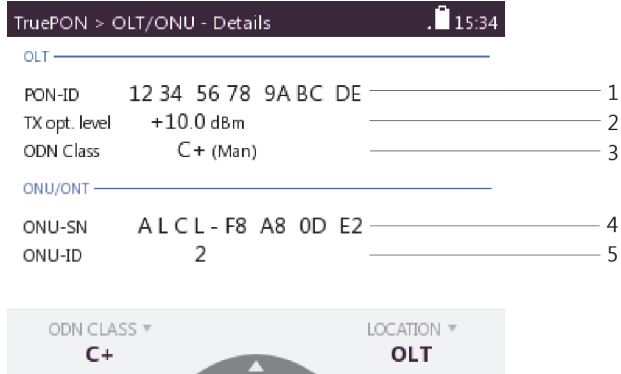 TruePON > OLT/ONU - Details 15:34
OLT
PON-ID 12 34 56 78 9A BC DE 1
TX opt. level +10.0 dBm 2
ODN Class C+ (Man) 3
ONU/ONT
ONU-SN A L C L - F8 A8 0D E2 4
ONU-ID 2 5
ODN CLASS ▼ LOCATION ▼
C+ OLT